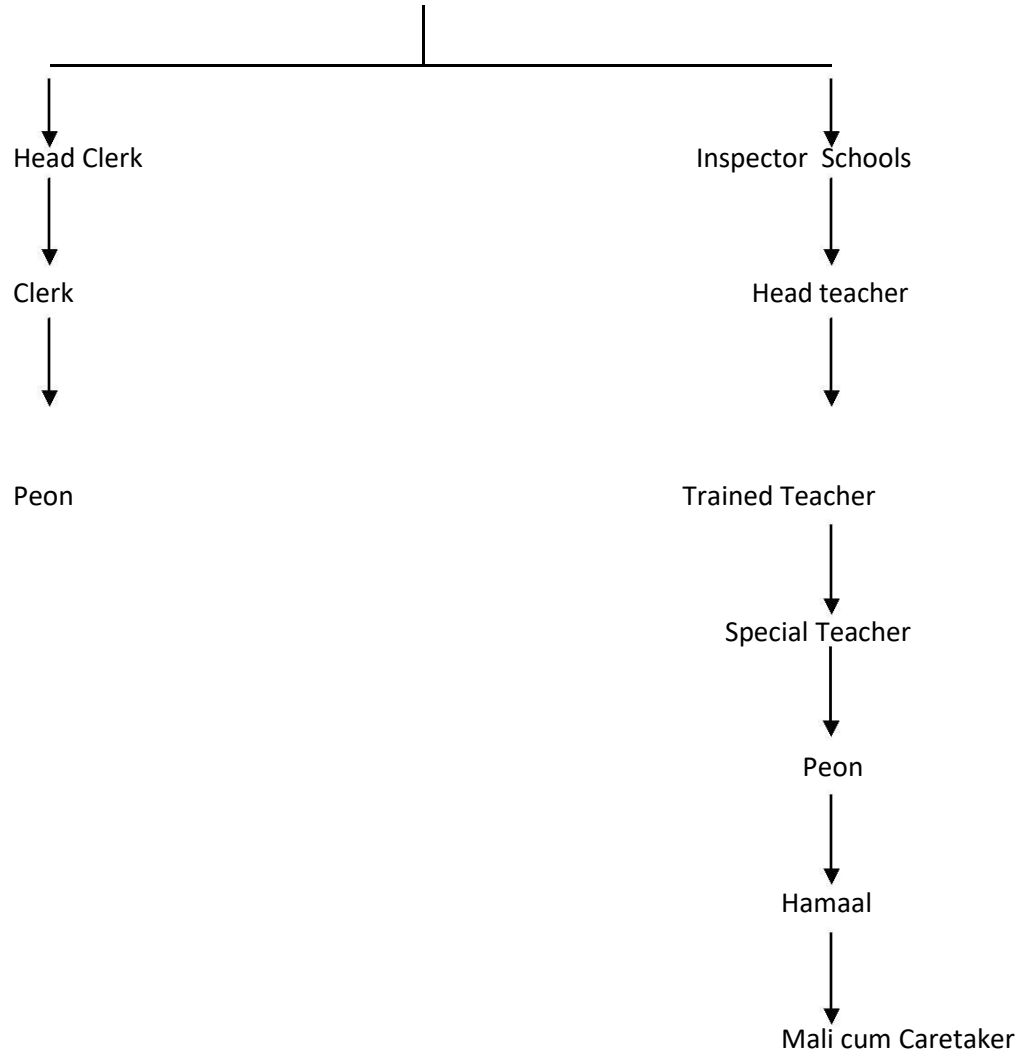 Head Clerk
Inspector Schools
Clerk
Head teacher
Peon
Trained Teacher
Special Teacher
Peon
Hamaal
Mali cum Caretaker